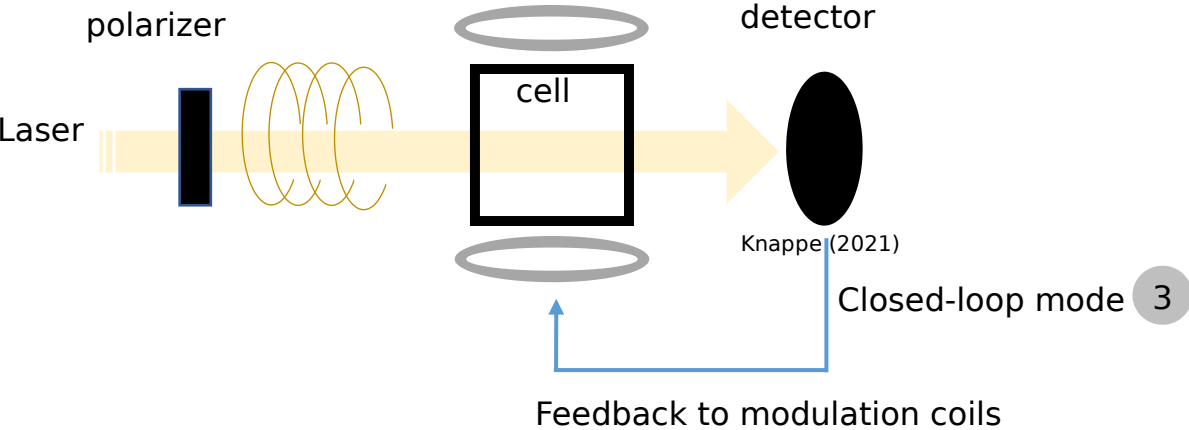 polarizer
detector
cell
Laser
Knappe (2021)
Closed-loop mode 3
Feedback to modulation coils